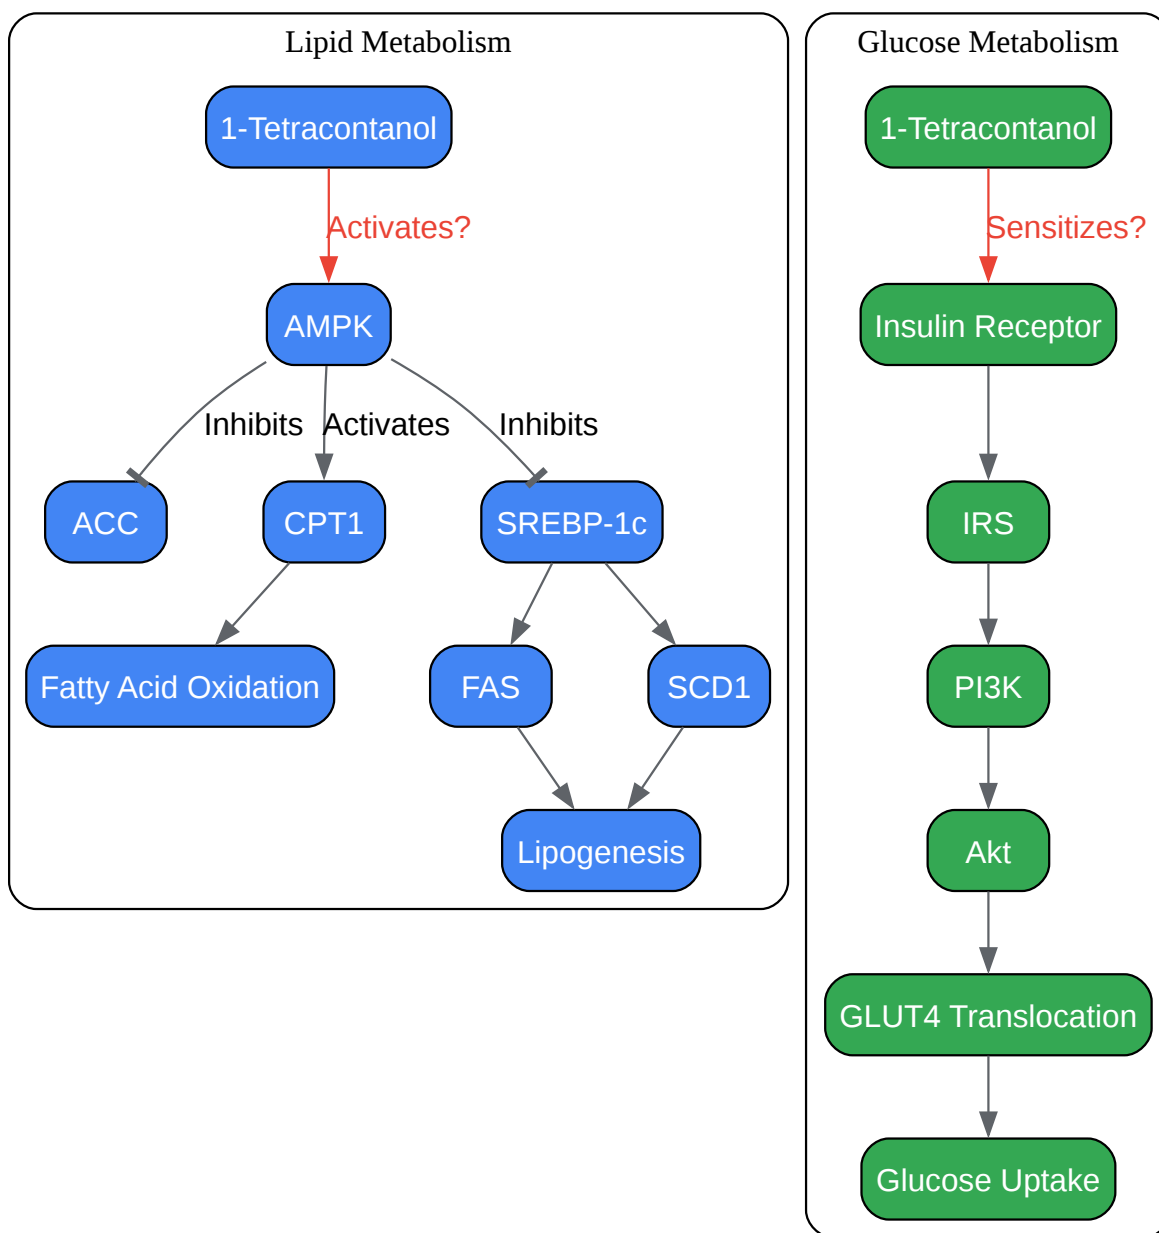 Lipid Metabolism
1-Tetracontanol
Activates?
AMPK
Inhibits
Activates
Inhibits
ACC
CPT1
SREBP-1c
Fatty Acid Oxidation
FAS
SCD1
Lipogenesis
Glucose Metabolism
1-Tetracontanol
Sensitizes?
Insulin Receptor
IRS
PI3K
Akt
GLUT4 Translocation
Glucose Uptake